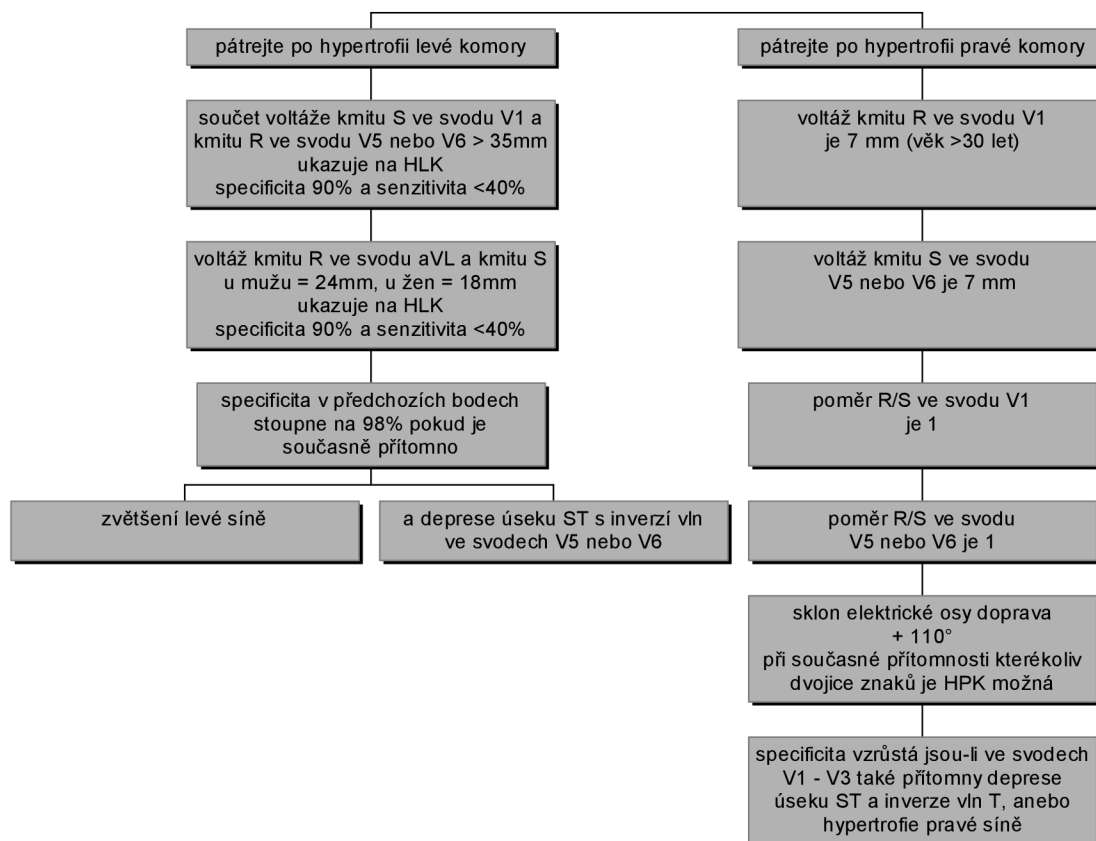 pátrejte po hypertrofii levé komory
součet voltáže kmitu S ve svodu V1 a
kmitu R ve svodu V5 nebo V6 > 35mm
ukazuje na HLK
specificita 90% a senzitivita <40%
voltáž kmitu R ve svodu aVL a kmitu S
u mužu = 24mm, u žen = 18mm
ukazuje na HLK
specificita 90% a senzitivita <40%
specificita v předchozích bodech
stoupne na 98% pokud je
současně přítomno
zvětšení levé síně
a deprese úseku ST s inverzí vln
ve svodech V5 nebo V6
pátrejte po hypertrofii pravé komory
voltáž kmitu R ve svodu V1
je 7 mm (věk >30 let)
voltáž kmitu S ve svodu
V5 nebo V6 je 7 mm
poměr R/S ve svodu V1
je 1
poměr R/S ve svodu
V5 nebo V6 je 1
sklon elektrické osy doprava
+ 110°
při současné přítomnosti kterékoliv
dvojice znaků je HPK možná
specificita vzrůstá jsou-li ve svodech
V1 - V3 také přítomny deprese
úseku ST a inverze vln T, anebo
hypertrofie pravé síně